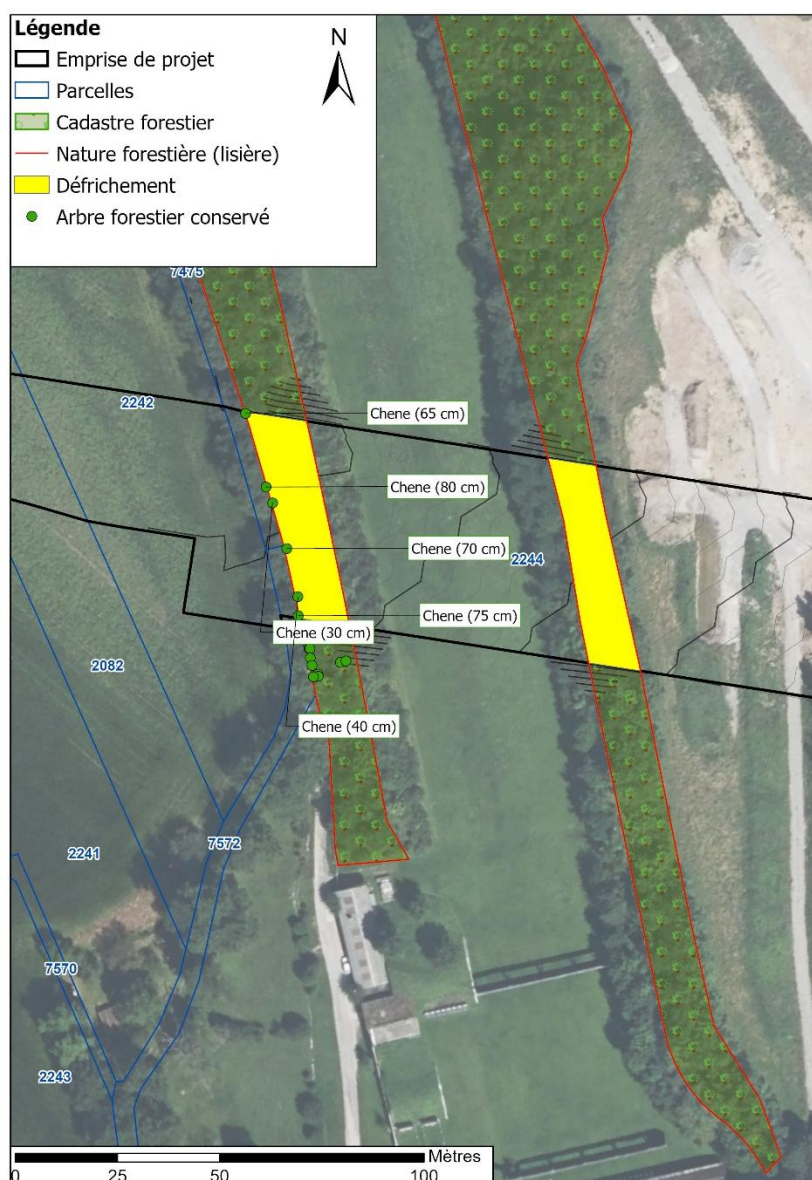 Légende
Emprise de projet
Parcelles
Cadastre forestier
Nature forestière (lisière)
Défrichement
Arbre forestier conservé
N
7475
2242
Chene (65 cm)
Chene (80 cm)
Chene (70 cm)
2244
Chene (75 cm)
Chene (30 cm)
2082
Chene (40 cm)
7572
2241
7570
2243
Mètres
0 25 50 100